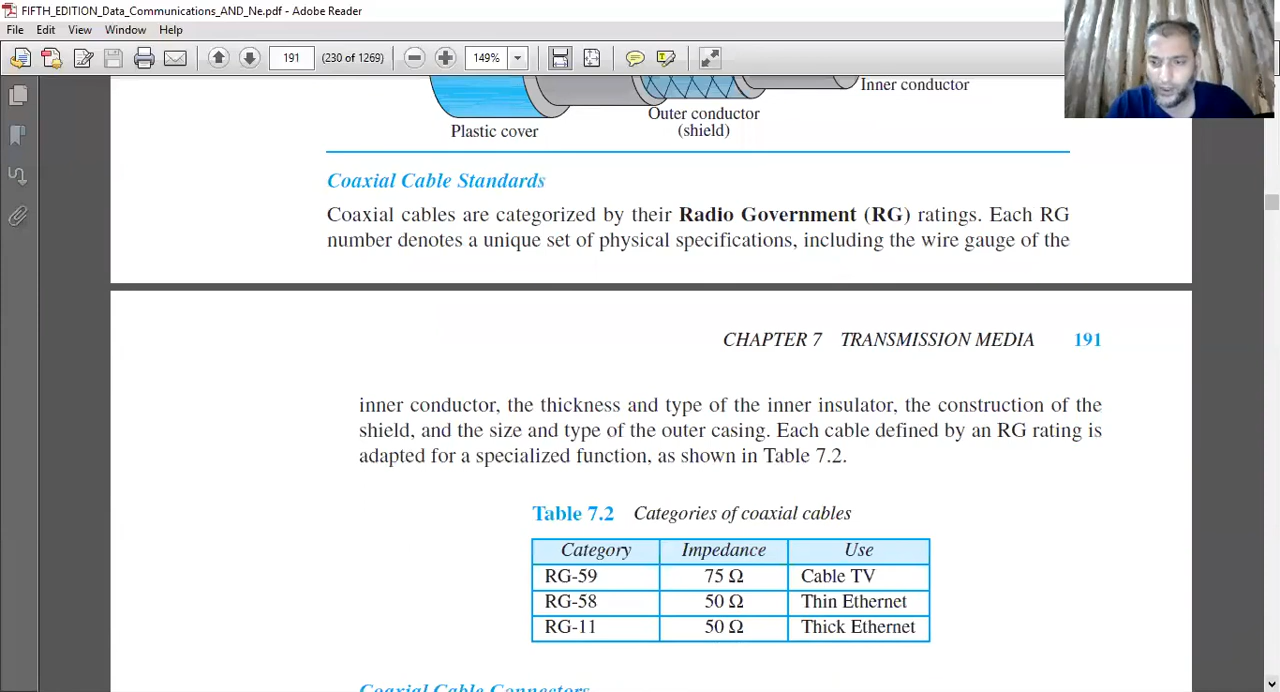 FIFTH_EDITION_Data_Communications_AND_Ne.pdf - Adobe Reader
File Edit View Window Help
191 (230 of 1269) 149%
Inner conductor
Outer conductor
(shield)
Plastic cover
Coaxial Cable Standards
Coaxial cables are categorized by their Radio Government (RG) ratings. Each RG
number denotes a unique set of physical specifications, including the wire gauge of the
CHAPTER 7 TRANSMISSION MEDIA 191
inner conductor, the thickness and type of the inner insulator, the construction of the
shield, and the size and type of the outer casing. Each cable defined by an RG rating is
adapted for a specialized function, as shown in Table 7.2.
Table 7.2 Categories of coaxial cables
Category Impedance Use
RG-59 75 Ω Cable TV
RG-58 50 Ω Thin Ethernet
RG-11 50 Ω Thick Ethernet
Coaxial Cable Connectors